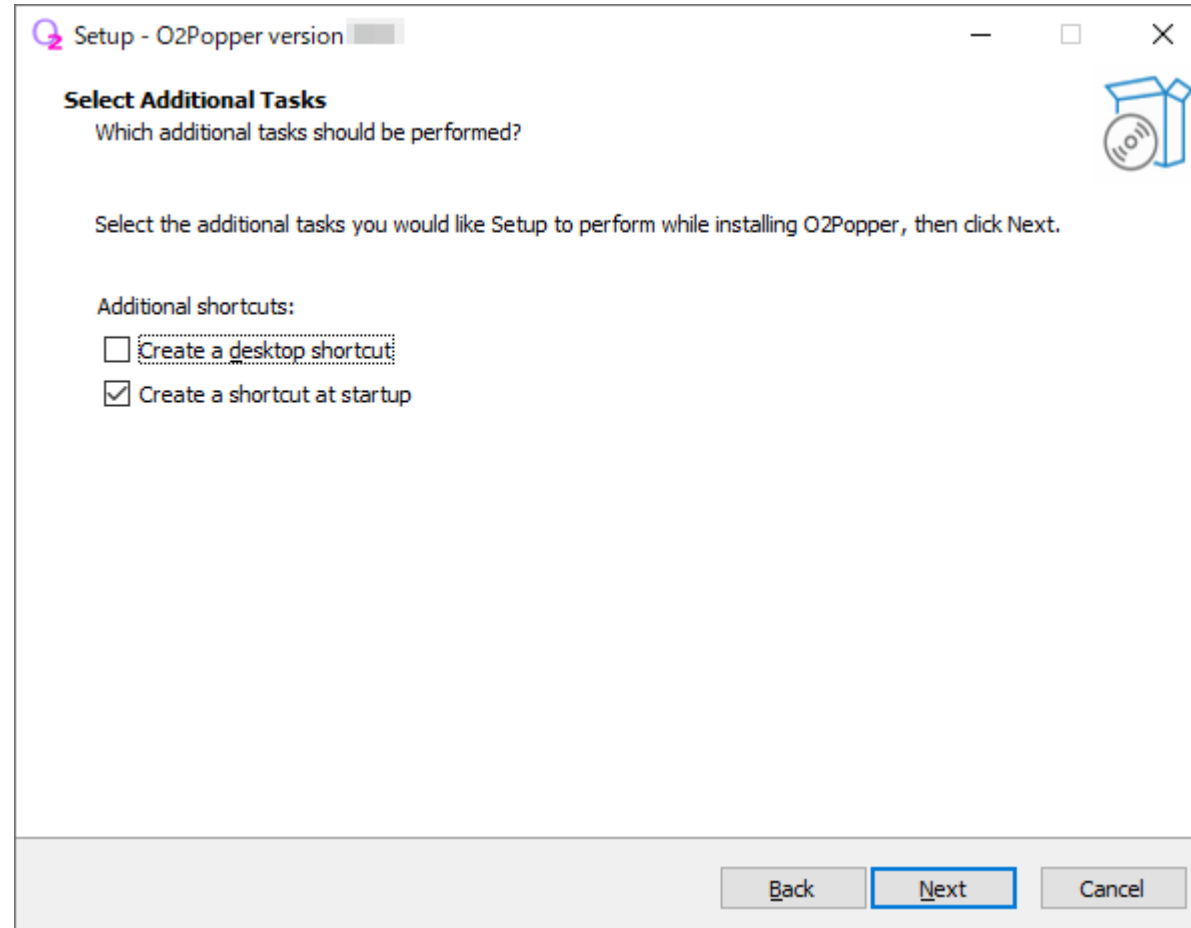 Setup - O2Popper version
Select Additional Tasks
Which additional tasks should be performed?
Select the additional tasks you would like Setup to perform while installing O2Popper, then click Next.
Additional shortcuts:
Create a desktop shortcut
Create a shortcut at startup
Back Next Cancel